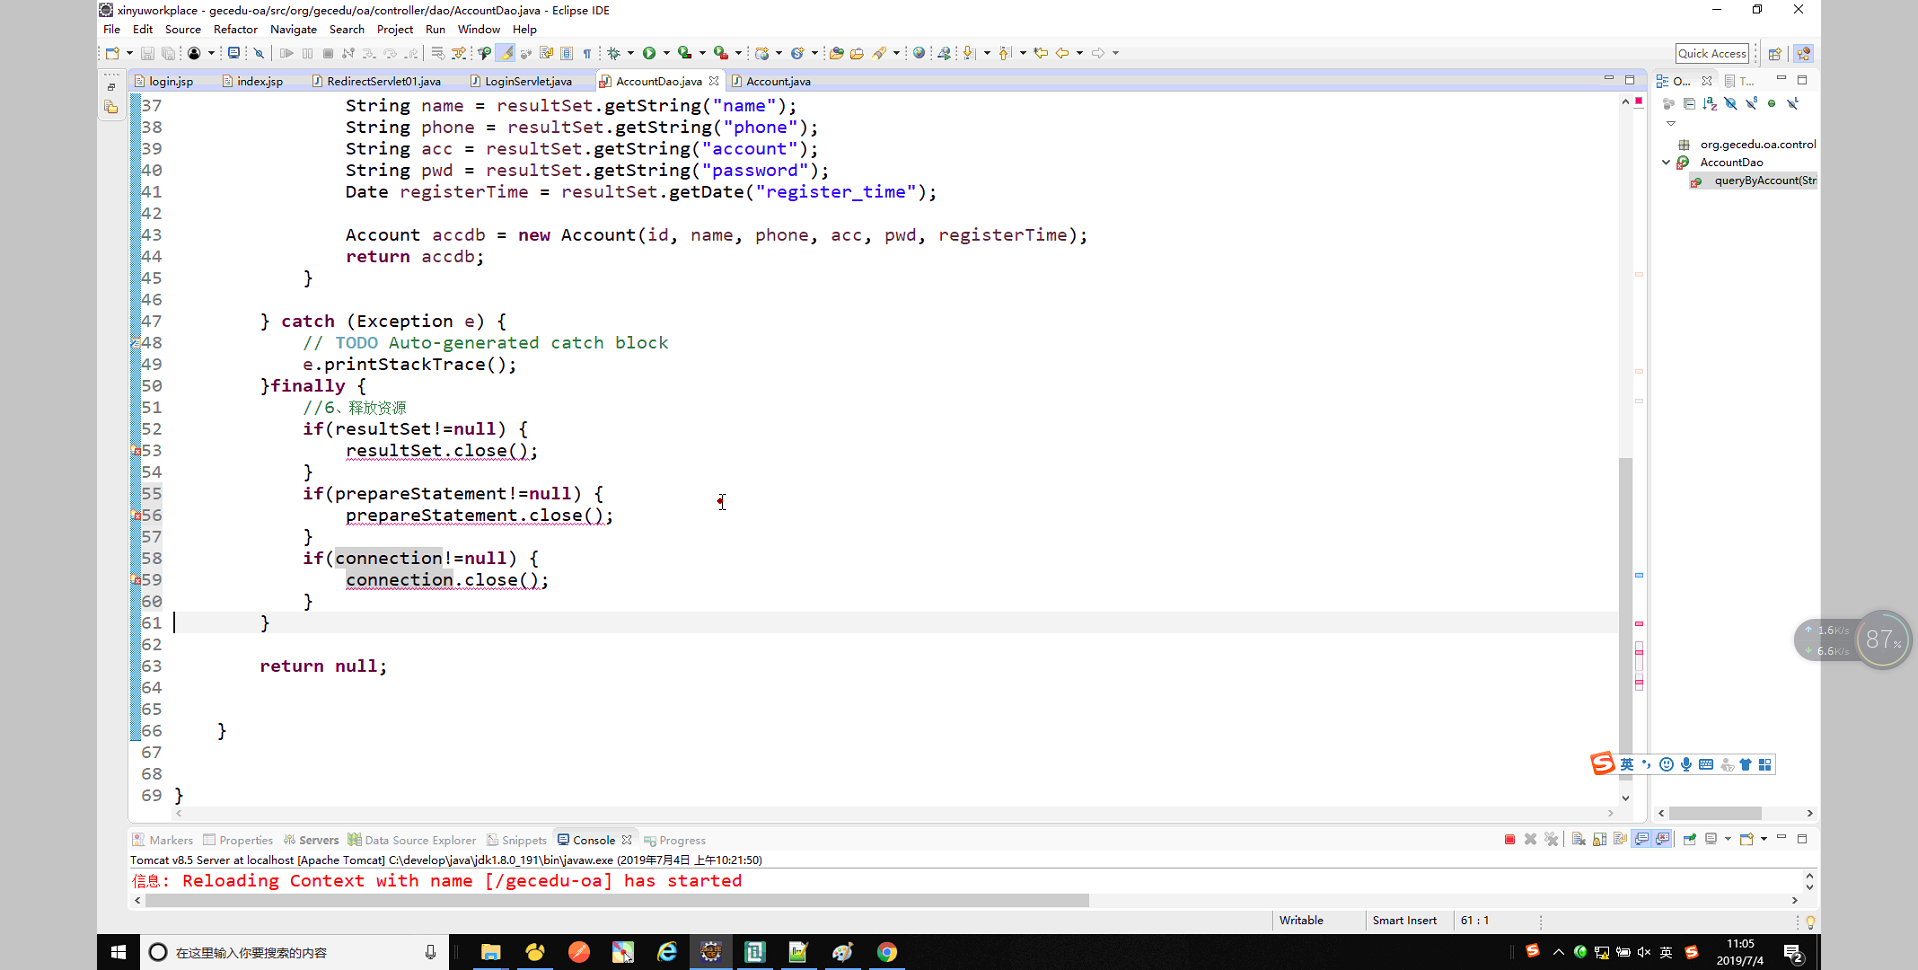 xinyuworkplace - gecedu-oa/src/org/gecedu/oa/controller/dao/AccountDao.java - Eclipse IDE
File Edit Source Refactor Navigate Search Project Run Window Help
Quick Access
login.jsp index.jsp RedirectServlet01.java LoginServlet.java AccountDao.java Account.java O... T...
37 String name = resultSet.getString("name");
38 String phone = resultSet.getString("phone");
39 String acc = resultSet.getString("account");
40 String pwd = resultSet.getString("password");
41 Date registerTime = resultSet.getDate("register_time");
42
43 Account accdb = new Account(id, name, phone, acc, pwd, registerTime);
44 return accdb;
45 }
46
47 } catch (Exception e) {
48 // TODO Auto-generated catch block
49 e.printStackTrace();
50 }finally {
51 //6、释放资源
52 if(resultSet!=null) {
53 resultSet.close();
54 }
55 if(prepareStatement!=null) {
56 prepareStatement.close();
57 }
58 if(connection!=null) {
59 connection.close();
60 }
61 }
62
63 return null;
64
65
66 }
67
68
69 }
org.gecedu.oa.control
AccountDao
queryByAccount(Str
1.6K/s
6.6K/s
87%
英
Markers Properties Servers Data Source Explorer Snippets Console Progress
Tomcat v8.5 Server at localhost [Apache Tomcat] C:\develop\java\jdk1.8.0_191\bin\javaw.exe (2019年7月4日 上午10:21:50)
信息: Reloading Context with name [/gecedu-oa] has started
Writable Smart Insert 61 : 1
在这里输入你要搜索的内容
英
11:05
2019/7/4
2